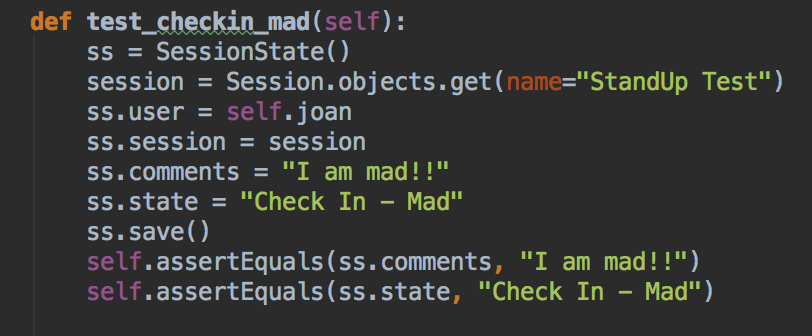 def test_checkin_mad(self):
    ss = SessionState()
    session = Session.objects.get(name="StandUp Test")
    ss.user = self.joan
    ss.session = session
    ss.comments = "I am mad!!"
    ss.state = "Check In - Mad"
    ss.save()
    self.assertEquals(ss.comments, "I am mad!!")
    self.assertEquals(ss.state, "Check In - Mad")